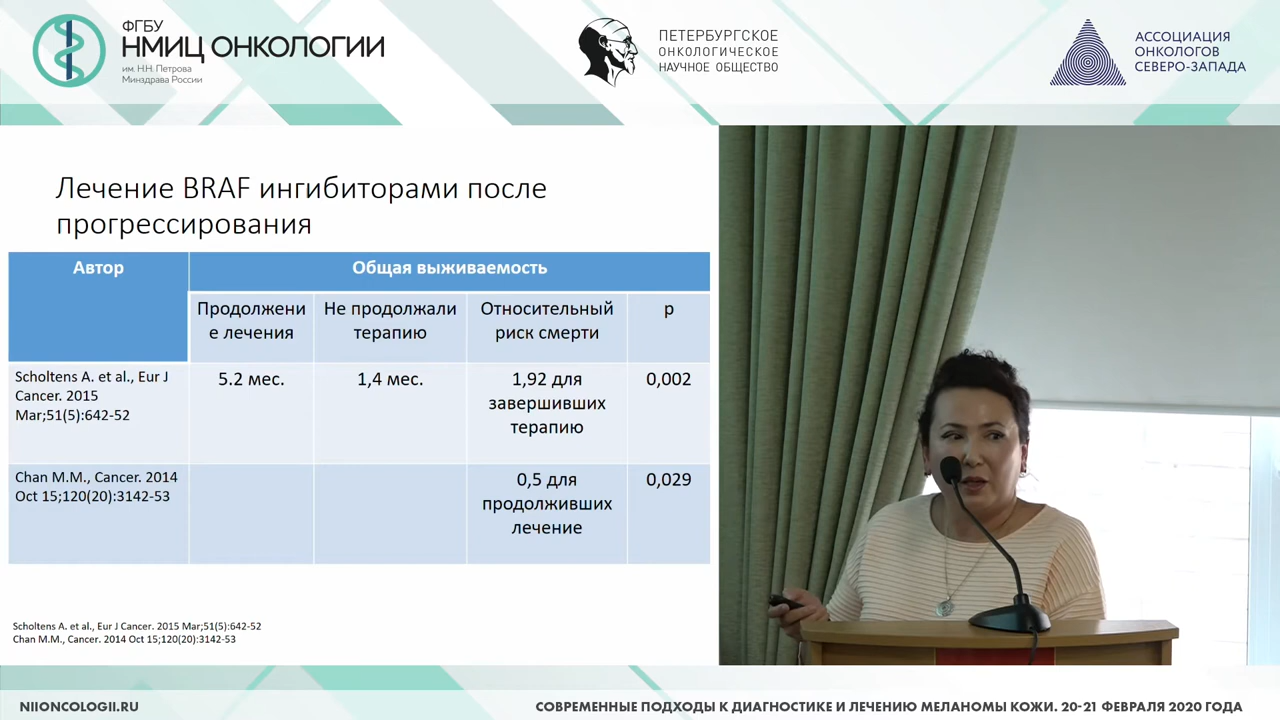 ФГБУ
НМИЦ ОНКОЛОГИИ
им. Н.Н. Петрова
Минздрава России
ПЕТЕРБУРГСКОЕ
ОНКОЛОГИЧЕСКОЕ
НАУЧНОЕ ОБЩЕСТВО
АССОЦИАЦИЯ
ОНКОЛОГОВ
СЕВЕРО-ЗАПАДА
Лечение BRAF ингибиторами после
прогрессирования
Автор
Общая выживаемость
Продолжени
е лечения
Не продолжали
терапию
Относительный
риск смерти
p
Scholtens A. et al., Eur J
Cancer. 2015
Mar;51(5):642-52
5.2 мес.
1,4 мес.
1,92 для
завершивших
терапию
0,002
Chan M.M., Cancer. 2014
Oct 15;120(20):3142-53
0,5 для
продолживших
лечение
0,029
Scholtens A. et al., Eur J Cancer. 2015 Mar;51(5):642-52
Chan M.M., Cancer. 2014 Oct 15;120(20):3142-53
NIIONCOLOGII.RU
СОВРЕМЕННЫЕ ПОДХОДЫ К ДИАГНОСТИКЕ И ЛЕЧЕНИЮ МЕЛАНОМЫ КОЖИ. 20-21 ФЕВРАЛЯ 2020 ГОДА